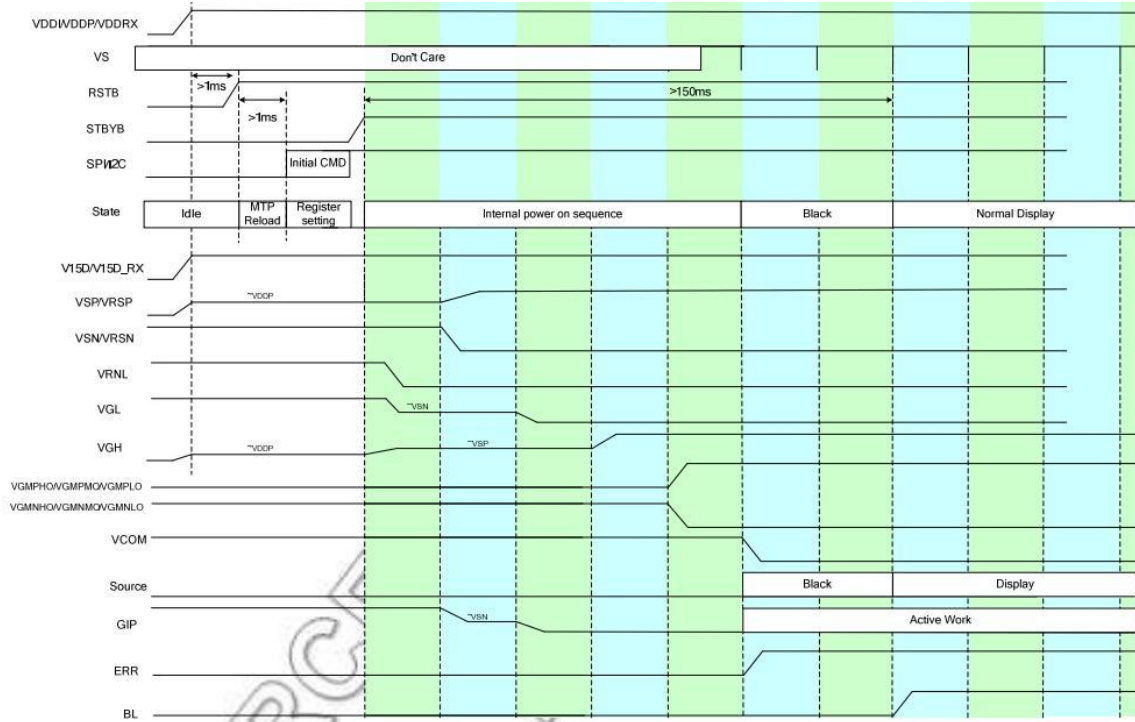 VDDI/VDDP/VDDRX
VS
Don't Care
RSTB
>1ms
>150ms
>1ms
STBYB
SPI/I2C
Initial CMD
State
Idle
MTP
Reload
Register
setting
Internal power on sequence
Black
Normal Display
V15D/V15D_RX
VSP/VRSP
~VDDP
VSN/VRSN
VRNL
VGL
~VSN
VGH
~VDDP
~VSP
VGMPHO/VGMPMO/VGMPLO
VGMNHO/VGMNMO/VGMNLO
VCOM
Source
Black
Display
GIP
~VSN
Active Work
ERR
BL